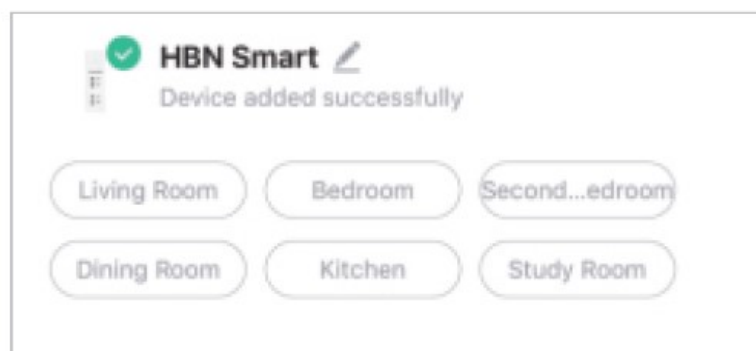 HBN Smart
Device added successfully
Living Room Bedroom Second...edroom
Dining Room Kitchen Study Room